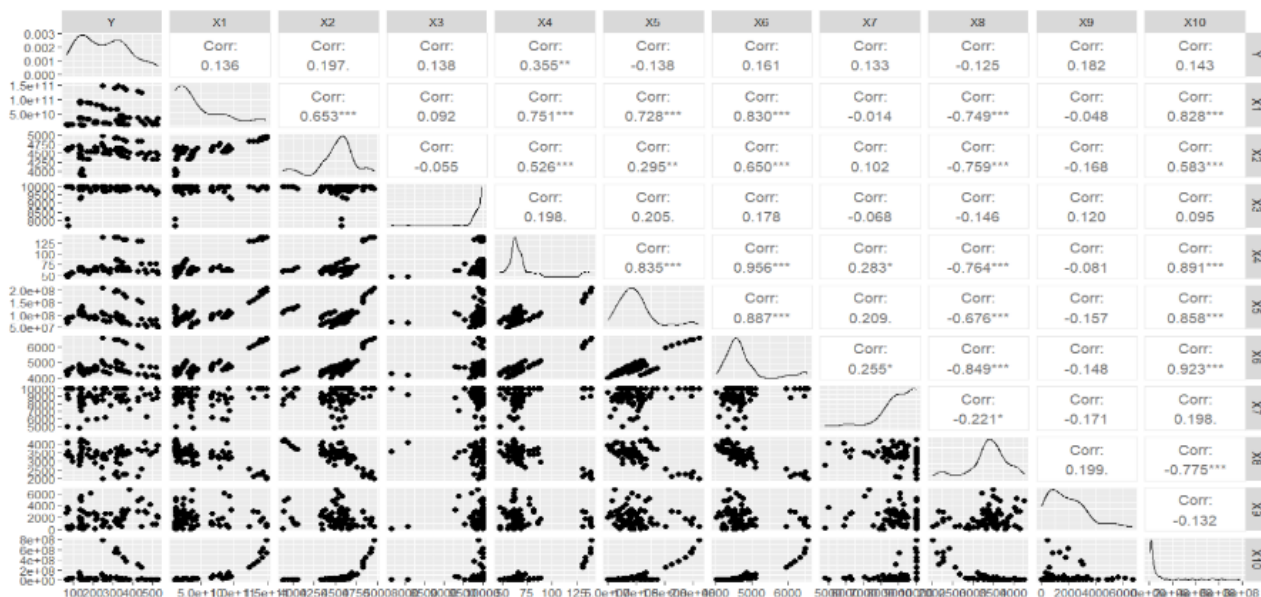 Y X1 X2 X3 X4 X5 X6 X7 X8 X9 X10
0.003
0.002
0.001
0.000
Corr: Corr: Corr: Corr: Corr: Corr: Corr: Corr: Corr: Corr:
0.136 0.197. 0.138 0.355** -0.138 0.161 0.133 -0.125 0.182 0.143
Y
1.5e+11
1.0e+11
5.0e+10
Corr: Corr: Corr: Corr: Corr: Corr: Corr: Corr: Corr:
0.653*** 0.092 0.751*** 0.728*** 0.830*** -0.014 -0.749*** -0.048 0.828***
X1
5000
4750
4500
4250
4000
Corr: Corr: Corr: Corr: Corr: Corr: Corr: Corr:
-0.055 0.526*** 0.295** 0.650*** 0.102 -0.759*** -0.168 0.583***
X2
10000
9500
9000
8500
8000
Corr: Corr: Corr: Corr: Corr: Corr: Corr:
0.198. 0.205. 0.178 -0.068 -0.146 0.120 0.095
X3
125
100
75
50
Corr: Corr: Corr: Corr: Corr: Corr:
0.835*** 0.956*** 0.283* -0.764*** -0.081 0.891***
X4
2.0e+08
1.5e+08
1.0e+08
5.0e+07
Corr: Corr: Corr: Corr: Corr:
0.887*** 0.209. -0.676*** -0.157 0.858***
X5
6000
5000
4000
Corr: Corr: Corr: Corr:
0.255* -0.849*** -0.148 0.923***
X6
10000
9000
8000
7000
6000
5000
Corr: Corr: Corr:
-0.221* -0.171 0.198.
X7
4000
3500
3000
2500
2000
Corr: Corr:
0.199. -0.775***
X8
6000
4000
2000
0
Corr:
-0.132
X9
8e+08
6e+08
4e+08
2e+08
0e+00
X10